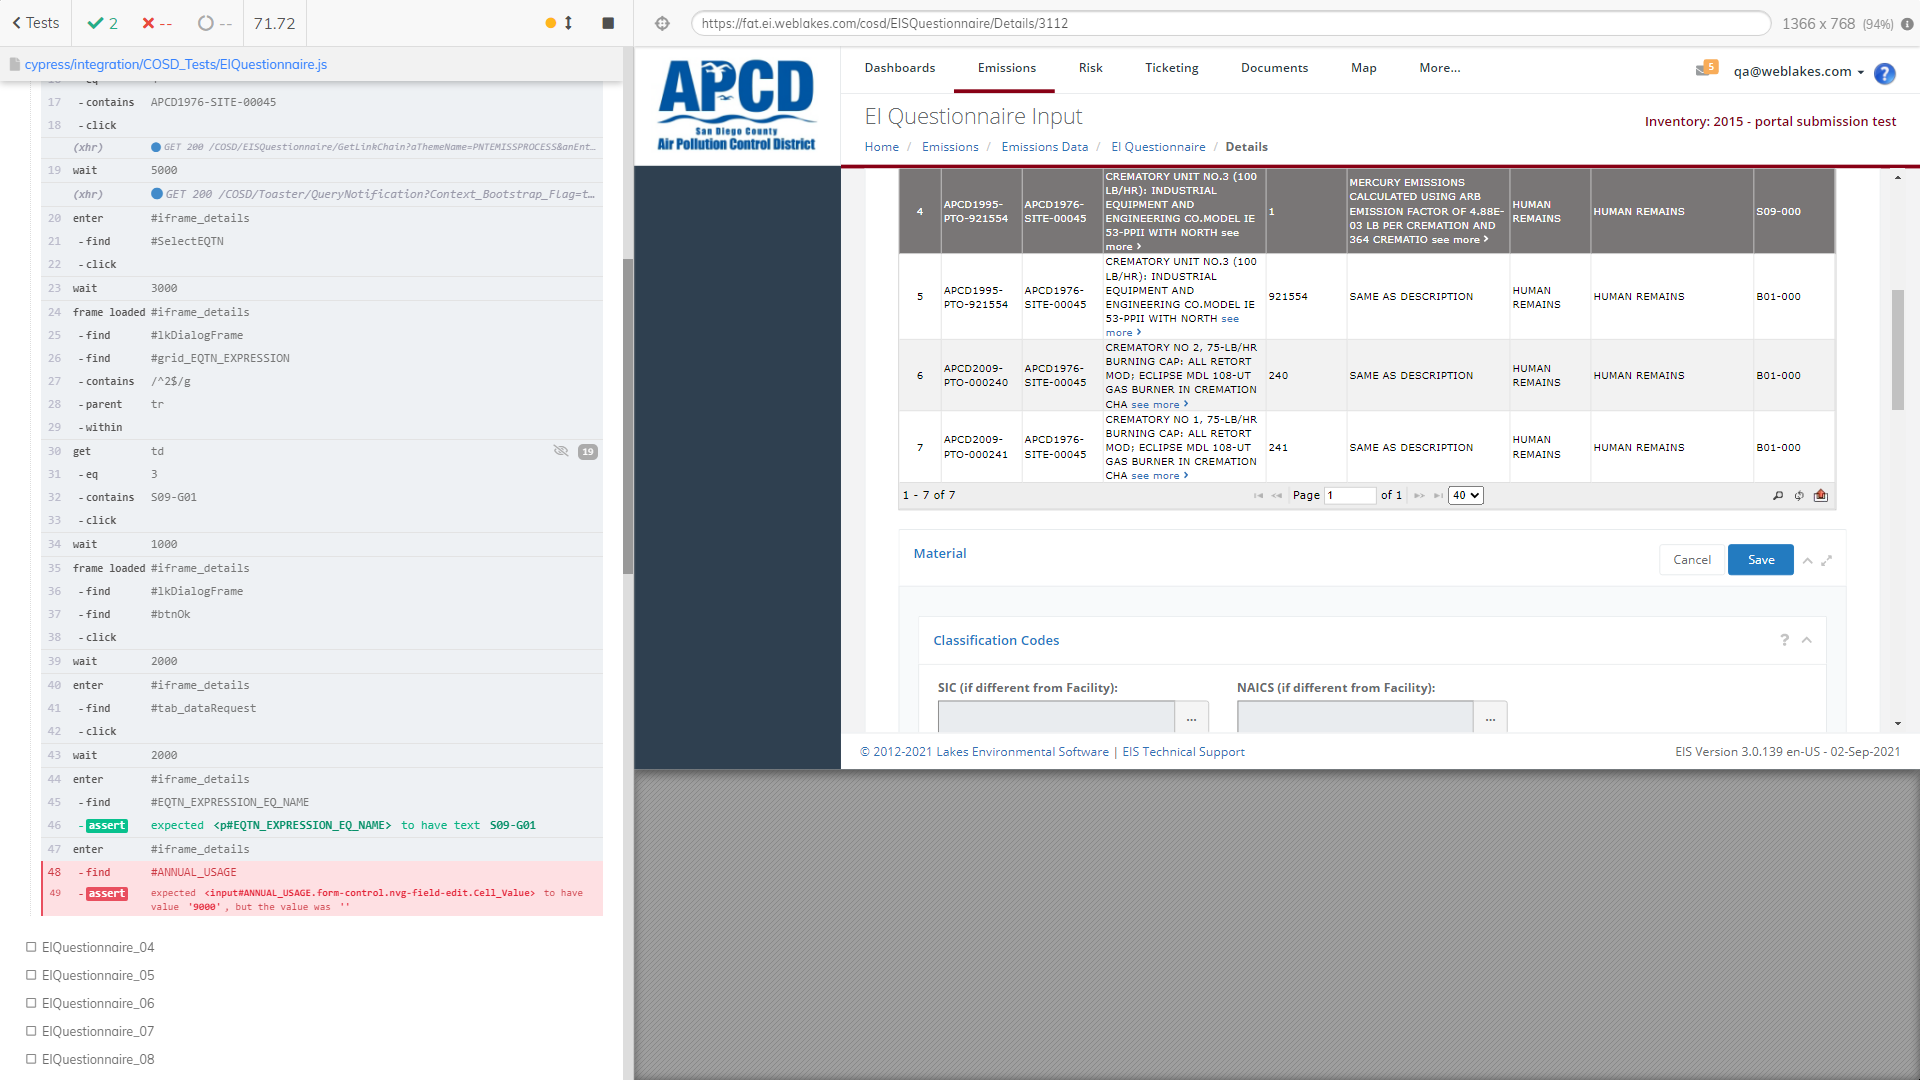 Tests
2
--
--
71.72
cypress/integration/COSD_Tests/EIQuestionnaire.js
17 -contains APCD1976-SITE-00045
18 -click
(xhr) GET 200 /COSD/EISQuestionnaire/GetLinkChain?aThemeName=PNTEMISSPROCESS&anEnt...
19 wait 5000
(xhr) GET 200 /COSD/Toaster/QueryNotification?Context_Bootstrap_Flag=t...
20 enter #iframe_details
21 -find #SelectEQTN
22 -click
23 wait 3000
24 frame loaded #iframe_details
25 -find #lkDialogFrame
26 -find #grid_EQTN_EXPRESSION
27 -contains /^2$/g
28 -parent tr
29 -within
30 get td 19
31 -eq 3
32 -contains S09-G01
33 -click
34 wait 1000
35 frame loaded #iframe_details
36 -find #lkDialogFrame
37 -find #btnOk
38 -click
39 wait 2000
40 enter #iframe_details
41 -find #tab_dataRequest
42 -click
43 wait 2000
44 enter #iframe_details
45 -find #EQTN_EXPRESSION_EQ_NAME
46 -assert expected <p#EQTN_EXPRESSION_EQ_NAME> to have text S09-G01
47 enter #iframe_details
48 -find #ANNUAL_USAGE
49 -assert expected <input#ANNUAL_USAGE.form-control.nvg-field-edit.Cell_Value> to have
value '9000', but the value was ''
EIQuestionnaire_04
EIQuestionnaire_05
EIQuestionnaire_06
EIQuestionnaire_07
EIQuestionnaire_08
https://fat.ei.weblakes.com/cosd/EISQuestionnaire/Details/3112
1366 x 768 (94%)
APCD
San Diego County
Air Pollution Control District
Dashboards Emissions Risk Ticketing Documents Map More...
5
qa@weblakes.com
?
EI Questionnaire Input
Inventory: 2015 - portal submission test
Home / Emissions / Emissions Data / EI Questionnaire / Details
4
APCD1995-
PTO-921554
APCD1976-
SITE-00045
CREMATORY UNIT NO.3 (100
LB/HR): INDUSTRIAL
EQUIPMENT AND
ENGINEERING CO.MODEL IE
53-PPII WITH NORTH see
more
1
MERCURY EMISSIONS
CALCULATED USING ARB
EMISSION FACTOR OF 4.88E-
03 LB PER CREMATION AND
364 CREMATIO see more
HUMAN
REMAINS
HUMAN REMAINS
S09-000
5
APCD1995-
PTO-921554
APCD1976-
SITE-00045
CREMATORY UNIT NO.3 (100
LB/HR): INDUSTRIAL
EQUIPMENT AND
ENGINEERING CO.MODEL IE
53-PPII WITH NORTH see
more
921554
SAME AS DESCRIPTION
HUMAN
REMAINS
HUMAN REMAINS
B01-000
6
APCD2009-
PTO-000240
APCD1976-
SITE-00045
CREMATORY NO 2, 75-LB/HR
BURNING CAP: ALL RETORT
MOD; ECLIPSE MDL 108-UT
GAS BURNER IN CREMATION
CHA see more
240
SAME AS DESCRIPTION
HUMAN
REMAINS
HUMAN REMAINS
B01-000
7
APCD2009-
PTO-000241
APCD1976-
SITE-00045
CREMATORY NO 1, 75-LB/HR
BURNING CAP: ALL RETORT
MOD; ECLIPSE MDL 108-UT
GAS BURNER IN CREMATION
CHA see more
241
SAME AS DESCRIPTION
HUMAN
REMAINS
HUMAN REMAINS
B01-000
1 - 7 of 7
Page 1 of 1
40
Material
Cancel
Save
Classification Codes
?
SIC (if different from Facility):
NAICS (if different from Facility):
...
...
© 2012-2021 Lakes Environmental Software | EIS Technical Support
EIS Version 3.0.139 en-US - 02-Sep-2021